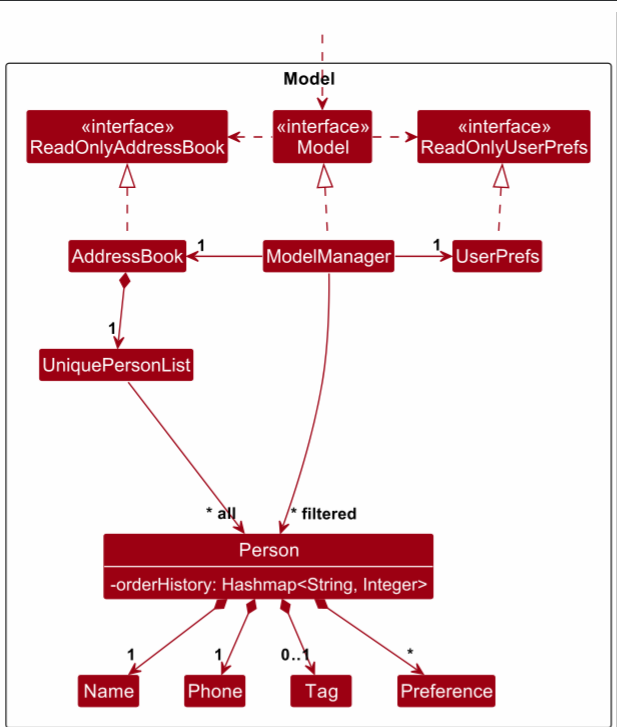 Model
«interface»
ReadOnlyAddressBook
«interface»
Model
«interface»
ReadOnlyUserPrefs
AddressBook
1
ModelManager
1
UserPrefs
1
UniquePersonList
* all
* filtered
Person
-orderHistory: Hashmap<String, Integer>
1
1
0..1
*
Name
Phone
Tag
Preference